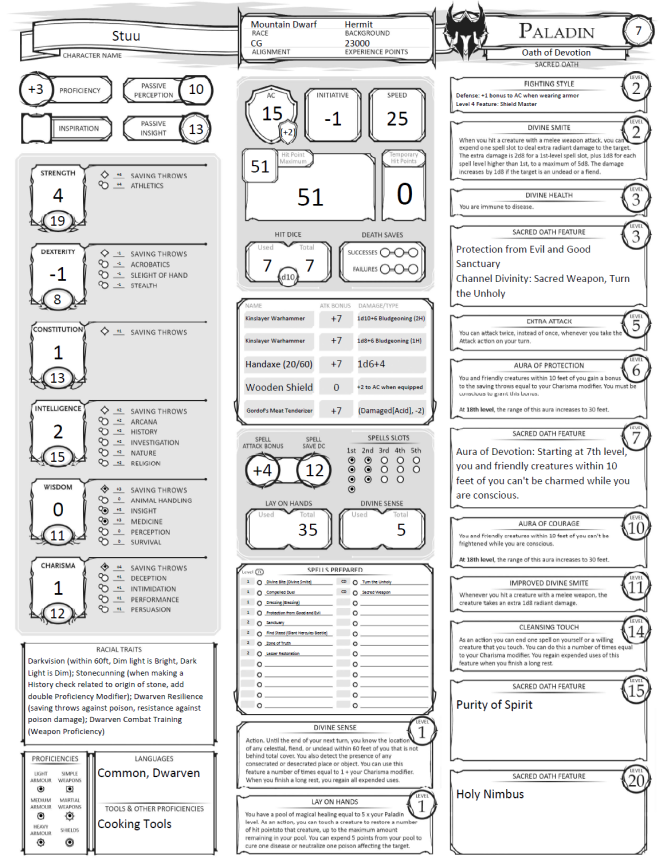 Stuu
CHARACTER NAME
Mountain Dwarf Hermit
RACE BACKGROUND
CG 23000
ALIGNMENT EXPERIENCE POINTS
PALADIN
7
Oath of Devotion
SACRED OATH
+3 PROFICIENCY
PASSIVE PERCEPTION 10
INSPIRATION
PASSIVE INSIGHT 13
STRENGTH
4
19
SAVING THROWS
+4 ATHLETICS
DEXTERITY
-1
8
-1 SAVING THROWS
-1 ACROBATICS
-1 SLEIGHT OF HAND
-1 STEALTH
CONSTITUTION
1
13
+1 SAVING THROWS
INTELLIGENCE
2
15
+2 SAVING THROWS
+2 ARCANA
+2 HISTORY
+2 INVESTIGATION
+2 NATURE
+2 RELIGION
WISDOM
0
11
+3 SAVING THROWS
0 ANIMAL HANDLING
+3 INSIGHT
+3 MEDICINE
0 PERCEPTION
0 SURVIVAL
CHARISMA
1
12
+4 SAVING THROWS
+1 DECEPTION
+1 INTIMIDATION
+1 PERFORMANCE
+1 PERSUASION
RACIAL TRAITS
Darkvision (within 60ft, Dim light is Bright, Dark
Light is Dim); Stonecunning (when making a
History check related to origin of stone, add
double Proficiency Modifier); Dwarven Resilience
(saving throws against poison, resistance against
poison damage); Dwarven Combat Training
(Weapon Proficiency)
PROFICIENCIES
LIGHT ARMOUR
SIMPLE WEAPONS
MEDIUM ARMOUR
MARTIAL WEAPONS
HEAVY ARMOUR
SHIELDS
LANGUAGES
Common, Dwarven
TOOLS & OTHER PROFICIENCIES
Cooking Tools
AC
15
+2
INITIATIVE
-1
SPEED
25
51
Hit Point
Maximum
51
Temporary
Hit Points
0
HIT DICE
Used Total
7 7
d10
DEATH SAVES
SUCCESSES
FAILURES
NAME ATK BONUS DAMAGE/TYPE
Kinslayer Warhammer +7 1d10+6 Bludgeoning (2H)
Kinslayer Warhammer +7 1d8+6 Bludgeoning (1H)
Handaxe (20/60) +7 1d6+4
Wooden Shield 0 +2 to AC when equipped
Gordof's Meat Tenderizer +7 (Damaged[Acid], -2)
SPELL ATTACK BONUS
+4
SPELL SAVE DC
12
SPELLS SLOTS
1st 2nd 3rd 4th 5th
LAY ON HANDS
Used Total
35
DIVINE SENSE
Used Total
5
Level SPELLS PREPARED
1 Divine Bite (Divine Smite)
1 Compelled Duel
1 Dressing (Blessing)
1 Protection from Good and Evil
2 Sanctuary
2 Find Steed (Giant Hercules Beetle)
2 Zone of Truth
2 Lesser Restoration
CD Turn the Unholy
CD Sacred Weapon
DIVINE SENSE
LEVEL 1
Action. Until the end of your next turn, you know the location
of any celestial, fiend, or undead within 60 feet of you that is not
behind total cover. You also detect the presence of any
consecrated or desecrated place or object. You can use this
feature a number of times equal to 1 + your Charisma modifier.
When you finish a long rest, you regain all expended uses.
LAY ON HANDS
LEVEL 1
You have a pool of magical healing equal to 5 x your Paladin
level. As an action, you can touch a creature to restore a number
of hit points to that creature, up to the maximum amount
remaining in your pool. You can expend 5 points from your pool to
cure one disease or neutralize one poison affecting the target.
FIGHTING STYLE
LEVEL 2
Defense: +1 bonus to AC when wearing armor
Level 4 Feature: Shield Master
DIVINE SMITE
LEVEL 2
When you hit a creature with a melee weapon attack, you can
expend one spell slot to deal extra radiant damage to the target.
The extra damage is 2d8 for a 1st-level spell slot, plus 1d8 for each
spell level higher than 1st, to a maximum of 5d8. The damage
increases by 1d8 if the target is an undead or a fiend.
DIVINE HEALTH
LEVEL 3
You are immune to disease.
SACRED OATH FEATURE
LEVEL 3
Protection from Evil and Good
Sanctuary
Channel Divinity: Sacred Weapon, Turn
the Unholy
EXTRA ATTACK
LEVEL 5
You can attack twice, instead of once, whenever you take the
Attack action on your turn.
AURA OF PROTECTION
LEVEL 6
You and friendly creatures within 10 feet of you gain a bonus
to the saving throws equal to your Charisma modifier. You must be
conscious to grant this bonus.
At 18th level, the range of this aura increases to 30 feet.
SACRED OATH FEATURE
LEVEL 7
Aura of Devotion: Starting at 7th level,
you and friendly creatures within 10
feet of you can't be charmed while you
are conscious.
AURA OF COURAGE
LEVEL 10
You and friendly creatures within 10 feet of you can't be
frightened while you are conscious.
At 18th level, the range of this aura increases to 30 feet.
IMPROVED DIVINE SMITE
LEVEL 11
Whenever you hit a creature with a melee weapon, the
creature takes an extra 1d8 radiant damage.
CLEANSING TOUCH
LEVEL 14
As an action you can end one spell on yourself or a willing
creature that you touch. You can do this a number of times equal
to your Charisma modifier. You regain expended uses of this
feature when you finish a long rest.
SACRED OATH FEATURE
LEVEL 15
Purity of Spirit
SACRED OATH FEATURE
LEVEL 20
Holy Nimbus